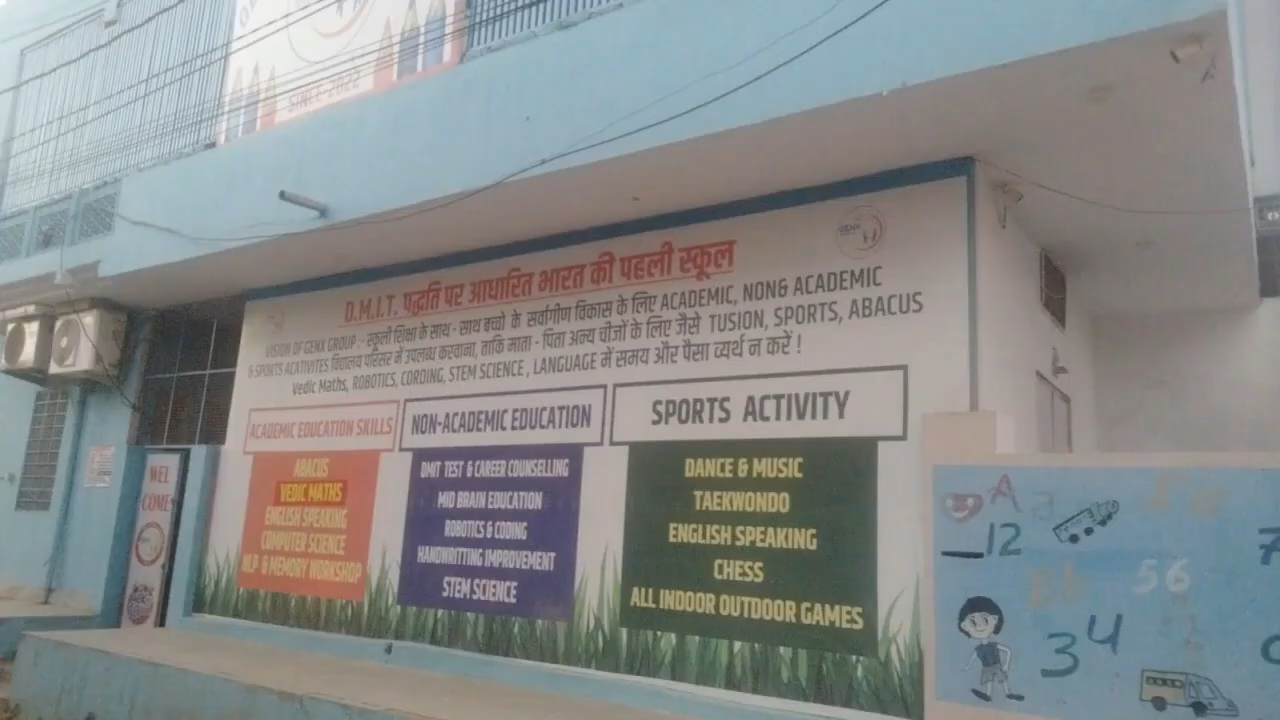 SINCE-2022
GENX
D.M.I.T. पद्धति पर आधारित भारत की पहली स्कूल
VISION OF GENX GROUP :- स्कूली शिक्षा के साथ - साथ बच्चो के सर्वागीण विकास के लिए ACADEMIC, NON& ACADEMIC
& SPORTS ACATIVITES विद्यालय परिसर में उपलब्ध करवाना, ताकि माता - पिता अन्य चीजों के लिए जैसे TUSION, SPORTS, ABACUS
Vedic Maths, ROBOTICS, CORDING, STEM SCIENCE , LANGUAGE में समय और पैसा व्यर्थ न करें !
ACADEMIC EDUCATION SKILLS
ABACUS
VEDIC MATHS
ENGLISH SPEAKING
COMPUTER SCIENCE
NLP & MEMORY WORKSHOP
NON-ACADEMIC EDUCATION
DMIT TEST & CAREER COUNSELLING
MID BRAIN EDUCATION
ROBOTICS & CODING
HANDWRITTING IMPROVEMENT
STEM SCIENCE
SPORTS ACTIVITY
DANCE & MUSIC
TAEKWONDO
ENGLISH SPEAKING
CHESS
ALL INDOOR OUTDOOR GAMES
WEL
COME
A a
12
56
34
7